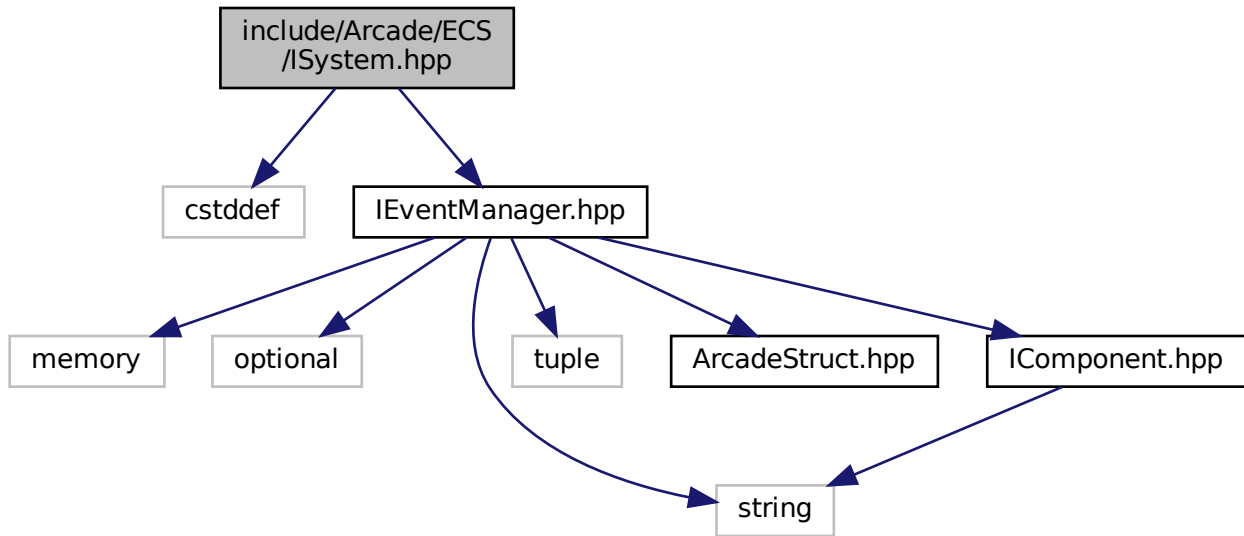 include/Arcade/ECS
/ISystem.hpp
cstddef
IEventManager.hpp
memory
optional
tuple
ArcadeStruct.hpp
IComponent.hpp
string